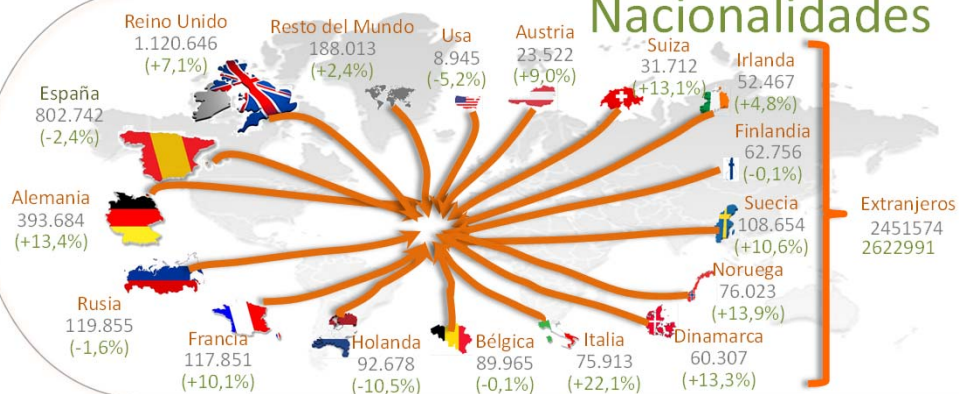 Nacionalidades
Reino Unido
1.120.646
(+7,1%)
Resto del Mundo
188.013
(+2,4%)
Usa
8.945
(-5,2%)
Austria
23.522
(+9,0%)
Suiza
31.712
(+13,1%)
Irlanda
52.467
(+4,8%)
España
802.742
(-2,4%)
Finlandia
62.756
(-0,1%)
Alemania
393.684
(+13,4%)
Suecia
108.654
(+10,6%)
Extranjeros
2451574
2622991
Rusia
119.855
(-1,6%)
Francia
117.851
(+10,1%)
Holanda
92.678
(-10,5%)
Bélgica
89.965
(-0,1%)
Italia
75.913
(+22,1%)
Dinamarca
60.307
(+13,3%)
Noruega
76.023
(+13,9%)